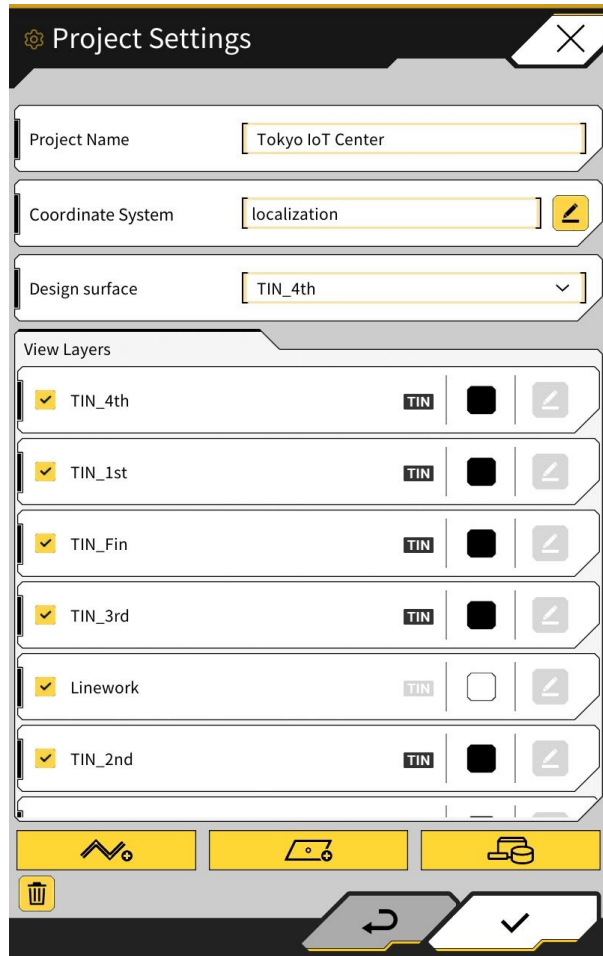 Project Settings
Project Name
Tokyo IoT Center
Coordinate System
localization
Design surface
TIN_4th
View Layers
TIN_4th TIN
TIN_1st TIN
TIN_Fin TIN
TIN_3rd TIN
Linework TIN
TIN_2nd TIN